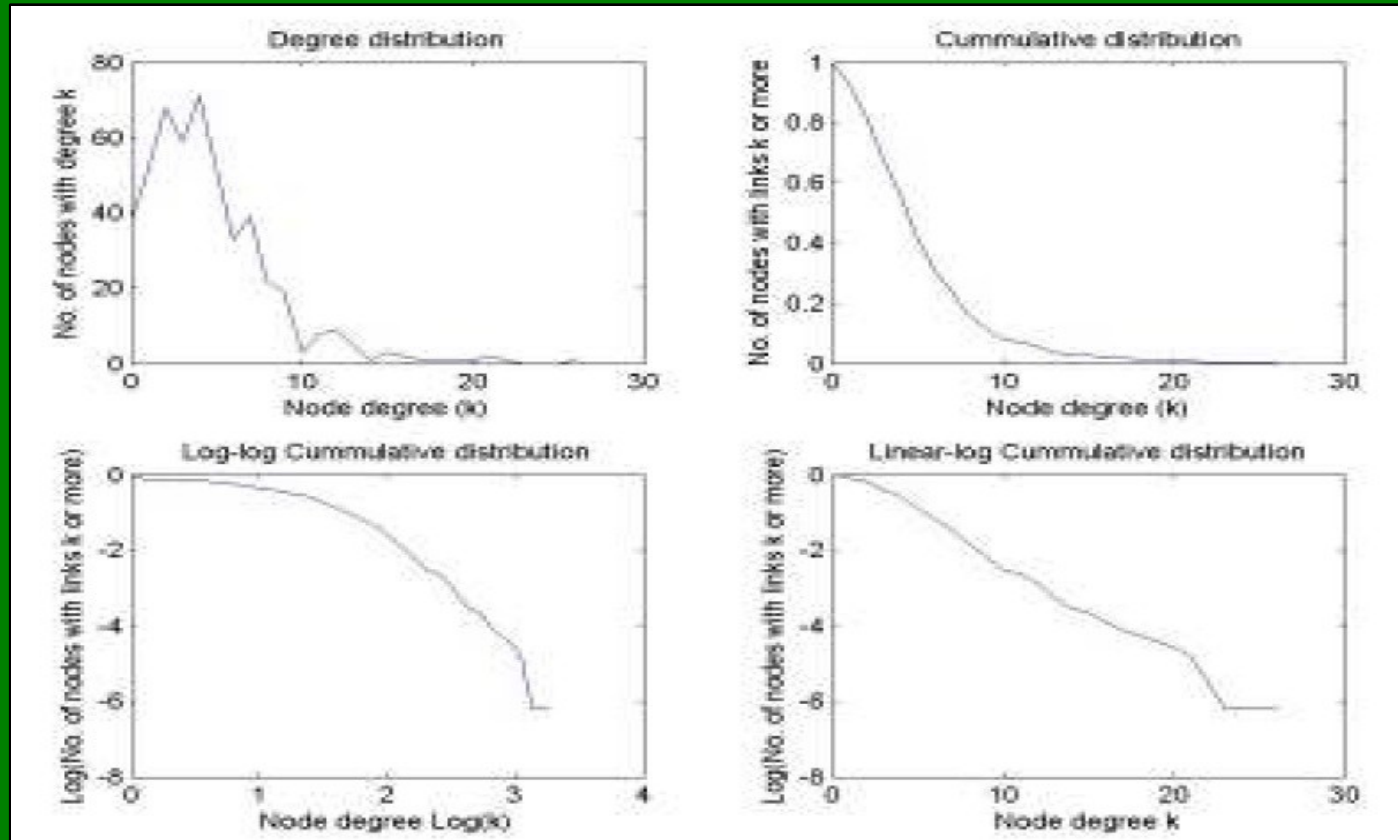 Degree distribution
No. of nodes with degree k
80
60
40
20
0
0 10 20 30
Node degree (k)
Cummulative distribution
No. of nodes with links k or more
1
0.8
0.6
0.4
0.2
0
0 10 20 30
Node degree (k)
Log-log Cummulative distribution
Log(No. of nodes with links k or more)
0
-2
-4
-6
-8
0 1 2 3 4
Node degree Log(k)
Linear-log Cummulative distribution
Log(No. of nodes with links k or more)
0
-2
-4
-6
-8
0 10 20 30
Node degree k